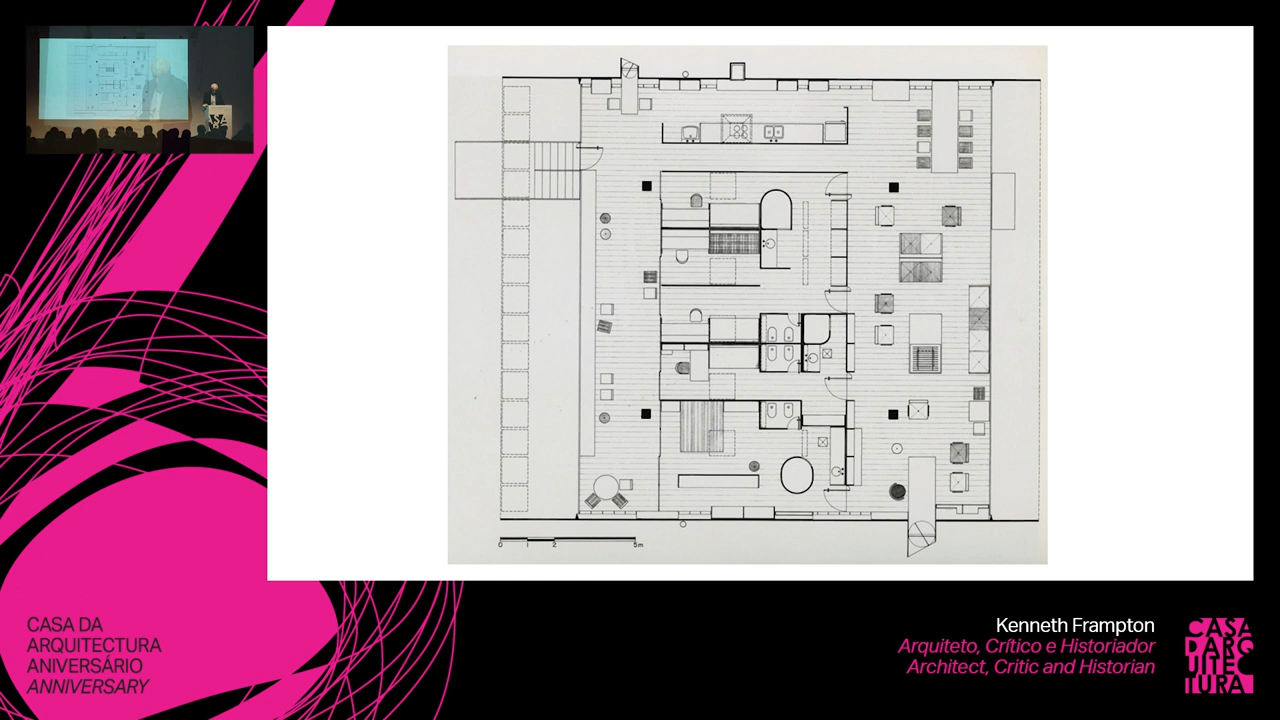 0
1
2
5m
CASA DA
ARQUITECTURA
ANIVERSÁRIO
ANNIVERSARY
Kenneth Frampton
Arquiteto, Crítico e Historiador
Architect, Critic and Historian
CASA
D'ARQ
UITEC
TURA